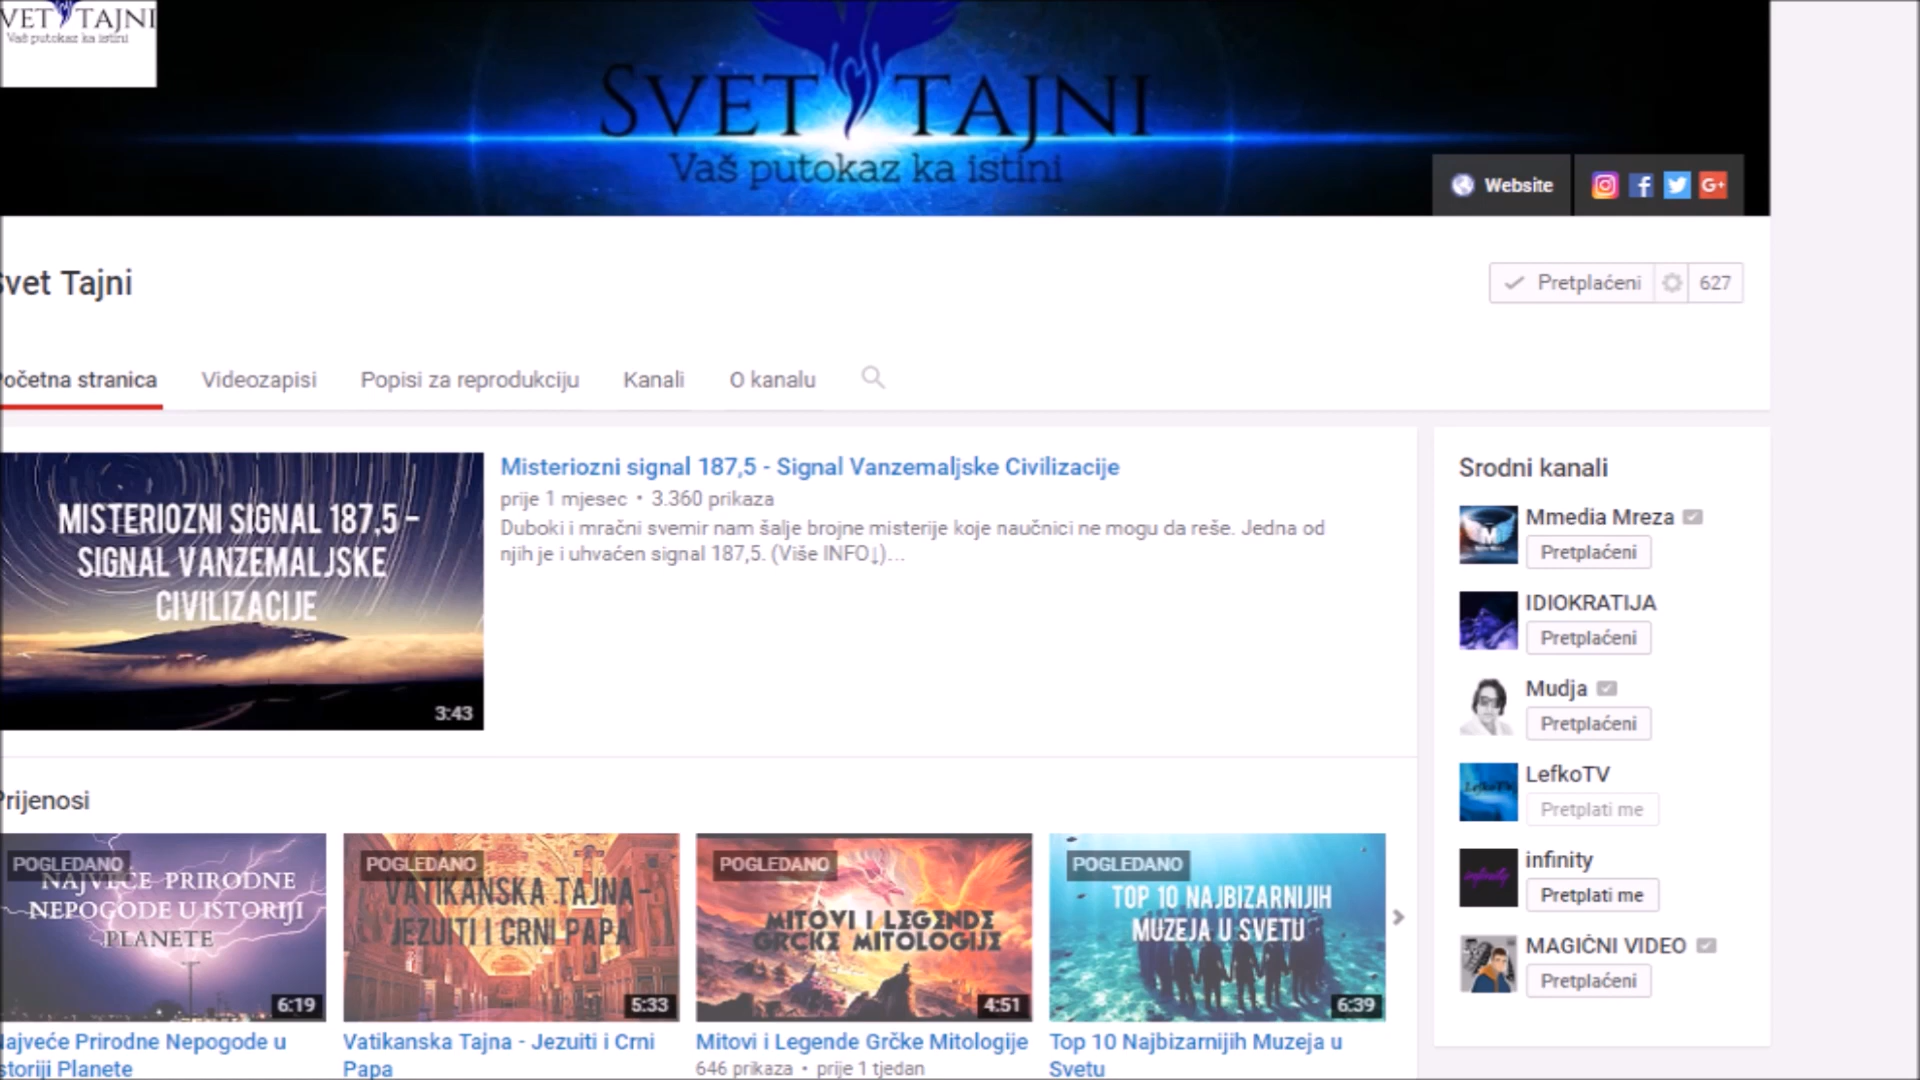 SVET TAJNI
Vaš putokaz ka istini
SVET TAJNI
Vaš putokaz ka istini
Website
vet Tajni
Pretplaćeni 627
očetna stranica Videozapisi Popisi za reprodukciju Kanali O kanalu
MISTERIOZNI SIGNAL 187,5 –
SIGNAL VANZEMALJSKE
CIVILIZACIJE
3:43
Misteriozni signal 187,5 - Signal Vanzemaljske Civilizacije
prije 1 mjesec • 3.360 prikaza
Duboki i mračni svemir nam šalje brojne misterije koje naučnici ne mogu da reše. Jedna od
njih je i uhvaćen signal 187,5. (Više INFO↓)...
Srodni kanali
Mmedia Mreza
Pretplaćeni
IDIOKRATIJA
Pretplaćeni
Mudja
Pretplaćeni
LefkoTV
LefkoTV
Pretplati me
infinity
infinity
Pretplati me
MAGIČNI VIDEO
Pretplaćeni
rijenosi
POGLEDANO
NAJVEĆE PRIRODNE
NEPOGODE U ISTORIJI
PLANETE
6:19
ajveće Prirodne Nepogode u
storiji Planete
POGLEDANO
VATIKANSKA TAJNA –
JEZUITI I CRNI PAPA
5:33
Vatikanska Tajna - Jezuiti i Crni
Papa
POGLEDANO
MITOVI I LEGENDE
GRČKE MITOLOGIJE
4:51
Mitovi i Legende Grčke Mitologije
646 prikaza • prije 1 tjedan
POGLEDANO
TOP 10 NAJBIZARNIJIH
MUZEJA U SVETU
6:39
Top 10 Najbizarnijih Muzeja u
Svetu